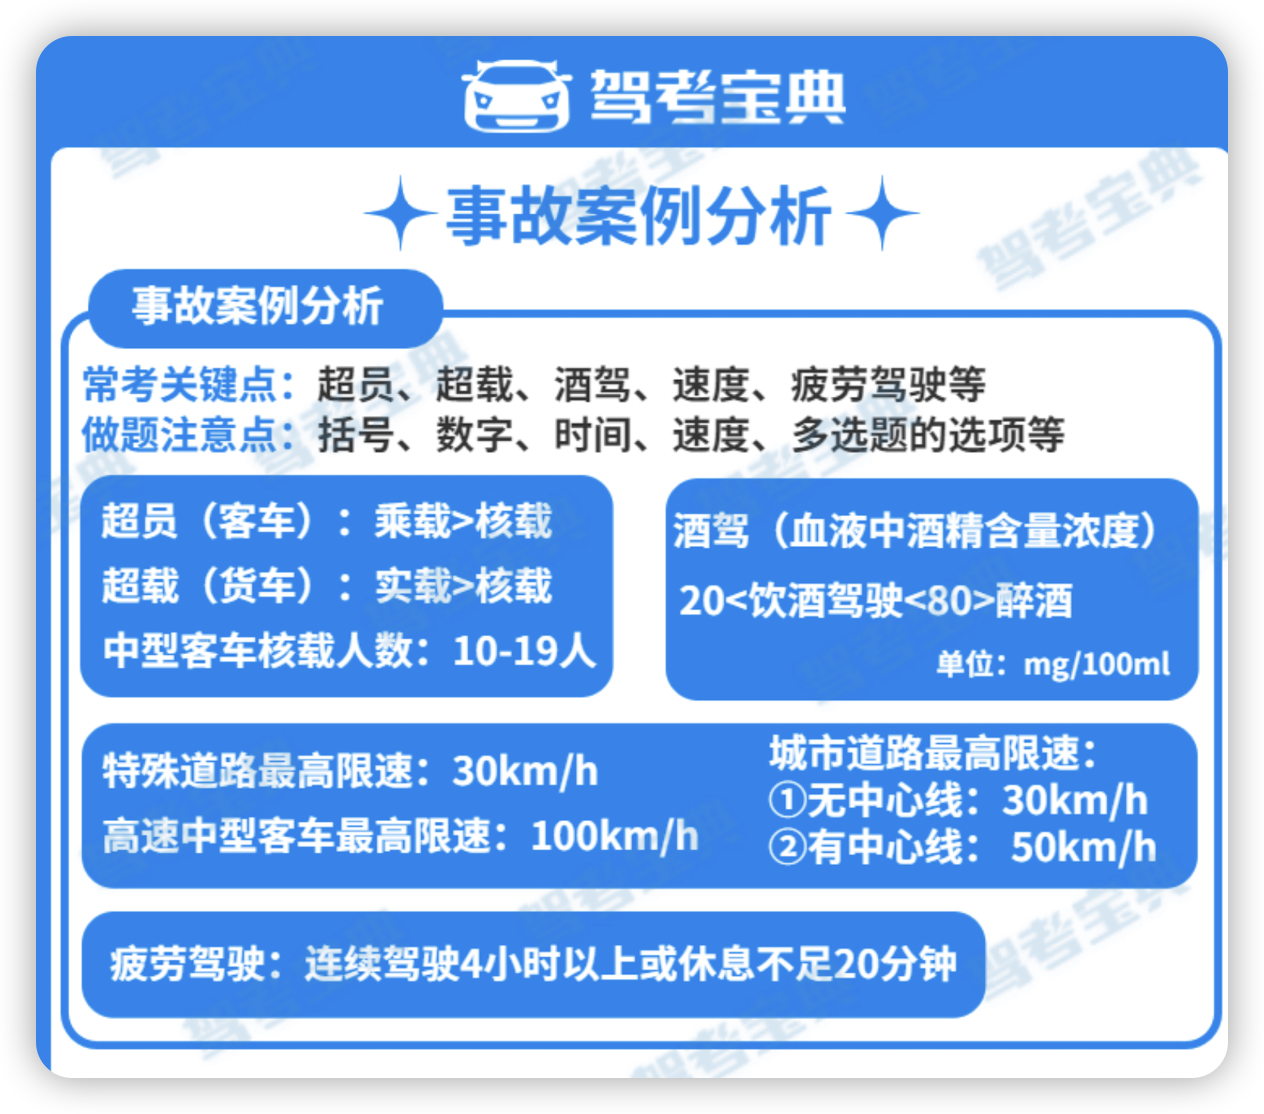 驾考宝典
事故案例分析
事故案例分析
常考关键点：超员、超载、酒驾、速度、疲劳驾驶等
做题注意点：括号、数字、时间、速度、多选题的选项等
超员（客车）：乘载>核载
超载（货车）：实载>核载
中型客车核载人数：10-19人
酒驾（血液中酒精含量浓度）
20<饮酒驾驶<80>醉酒
单位：mg/100ml
特殊道路最高限速：30km/h
高速中型客车最高限速：100km/h
城市道路最高限速：
①无中心线：30km/h
②有中心线： 50km/h
疲劳驾驶：连续驾驶4小时以上或休息不足20分钟